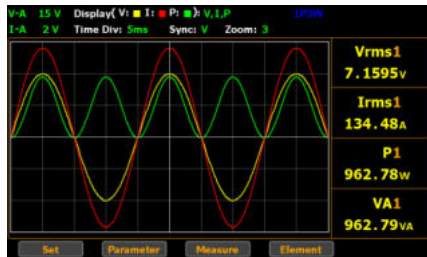 V-A 15 V Display( V: I: P: ): V,I,P
I-A 2 V Time Div: 5ms Sync: V Zoom: 3
Vrms1
7.1595v
Irms1
134.48A
P1
962.78w
VA1
962.79VA
Set Parameter Measure Element